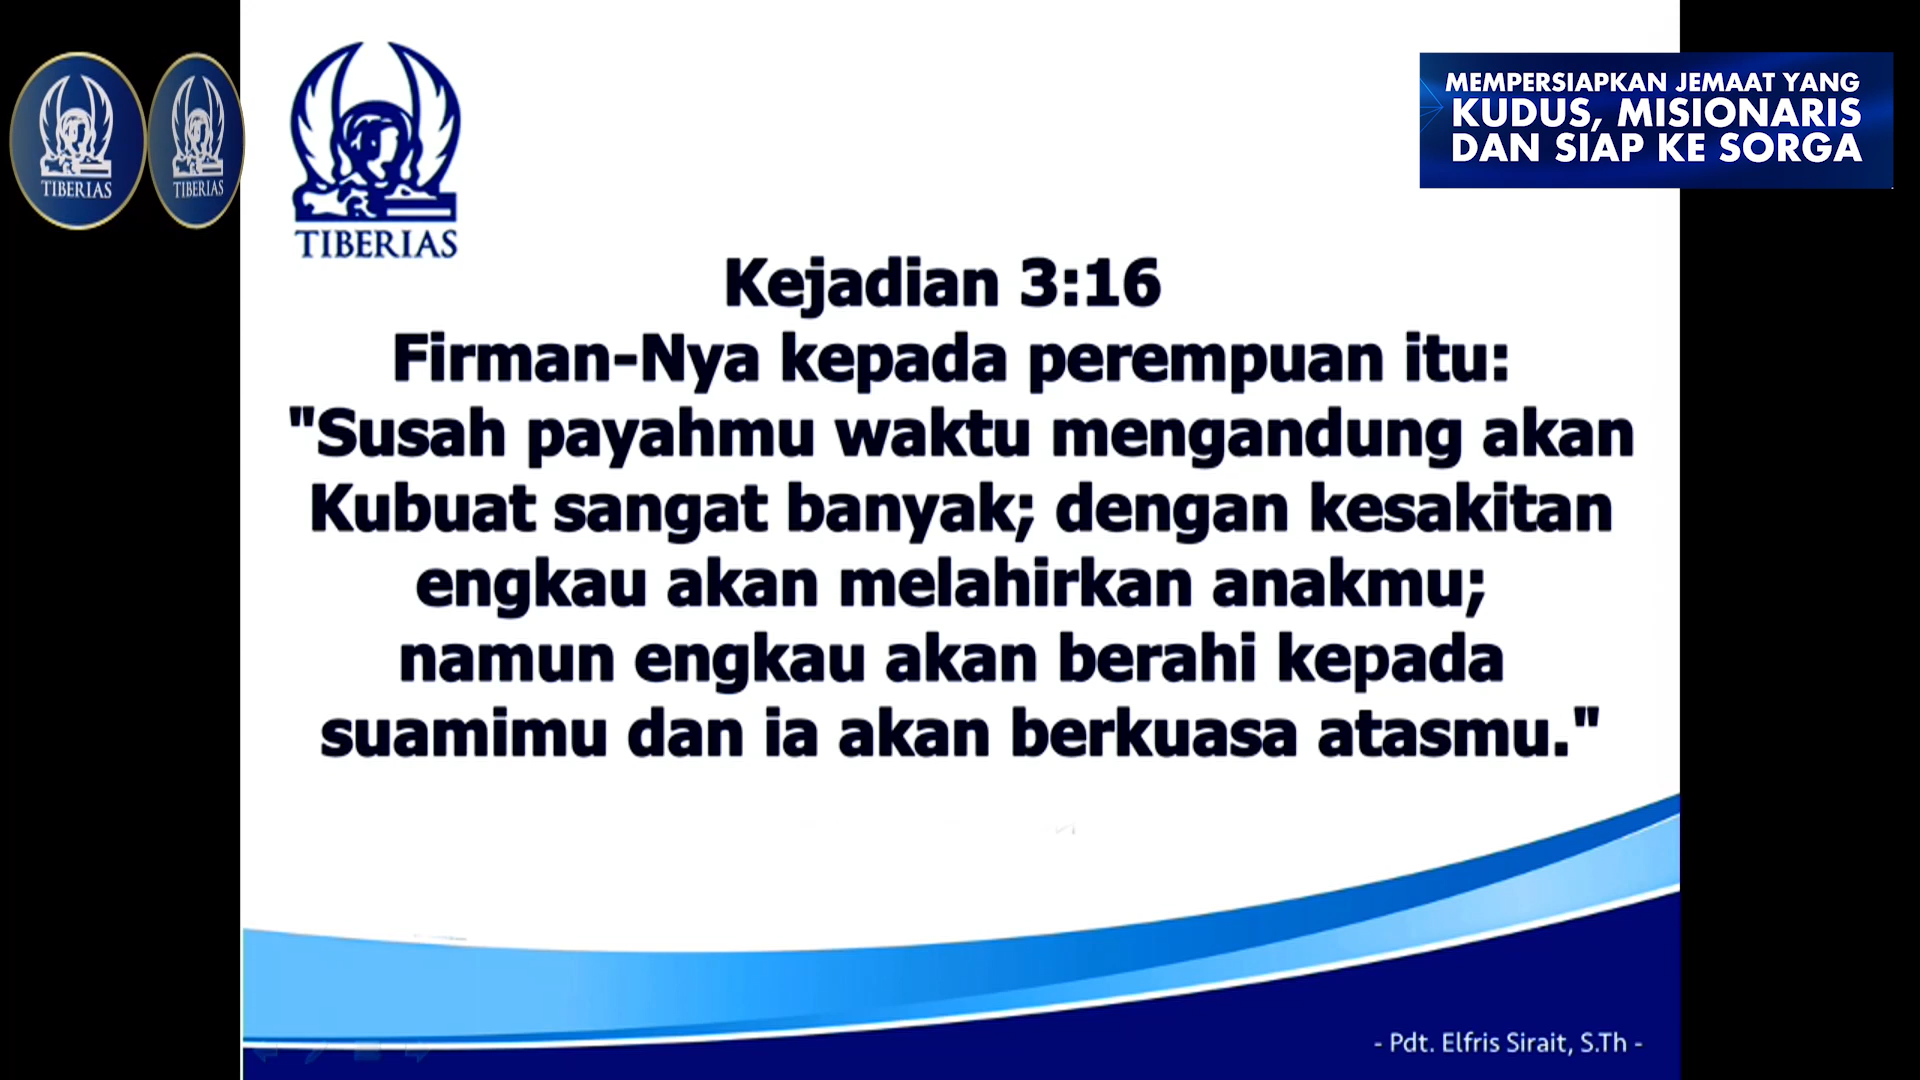 TIBERIAS
TIBERIAS
TIBERIAS
MEMPERSIAPKAN JEMAAT YANG
KUDUS, MISIONARIS
DAN SIAP KE SORGA
Kejadian 3:16
Firman-Nya kepada perempuan itu:
"Susah payahmu waktu mengandung akan
Kubuat sangat banyak; dengan kesakitan
engkau akan melahirkan anakmu;
namun engkau akan berahi kepada
suamimu dan ia akan berkuasa atasmu."
- Pdt. Elfris Sirait, S.Th -